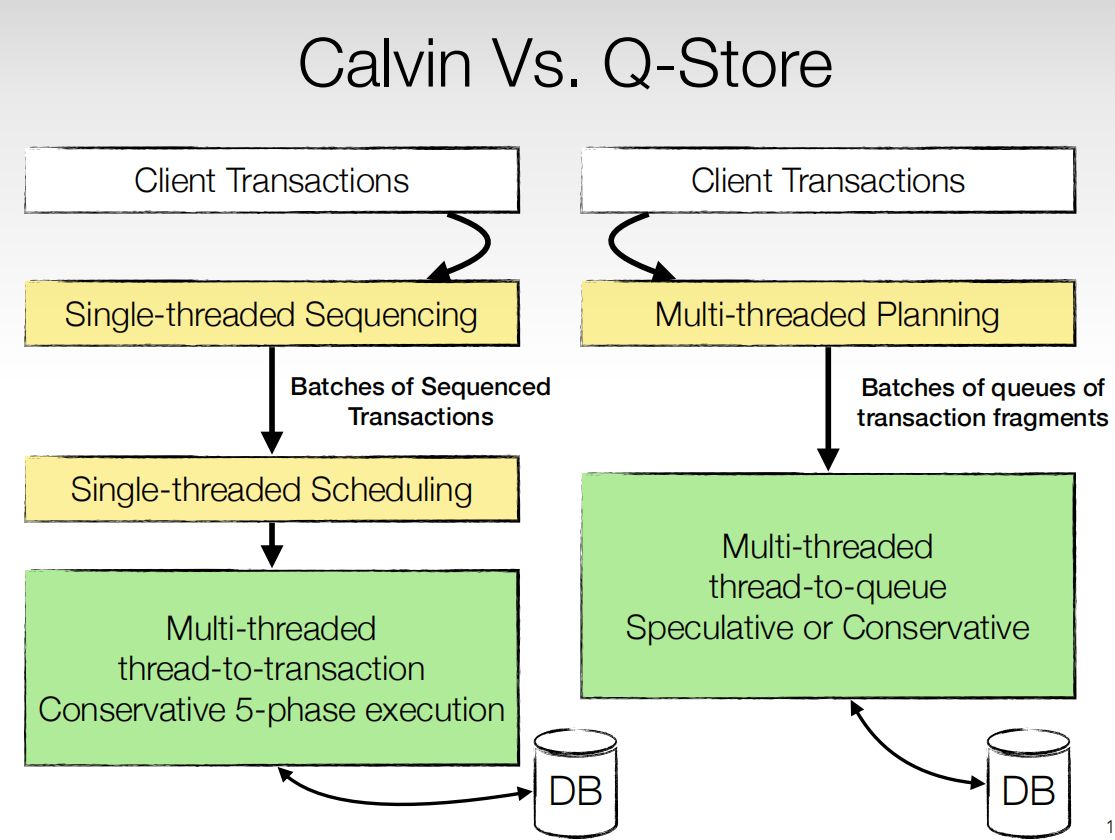 Calvin Vs. Q-Store
Client Transactions
Single-threaded Sequencing
Batches of Sequenced
Transactions
Single-threaded Scheduling
Multi-threaded
thread-to-transaction
Conservative 5-phase execution
DB
Client Transactions
Multi-threaded Planning
Batches of queues of
transaction fragments
Multi-threaded
thread-to-queue
Speculative or Conservative
DB
1